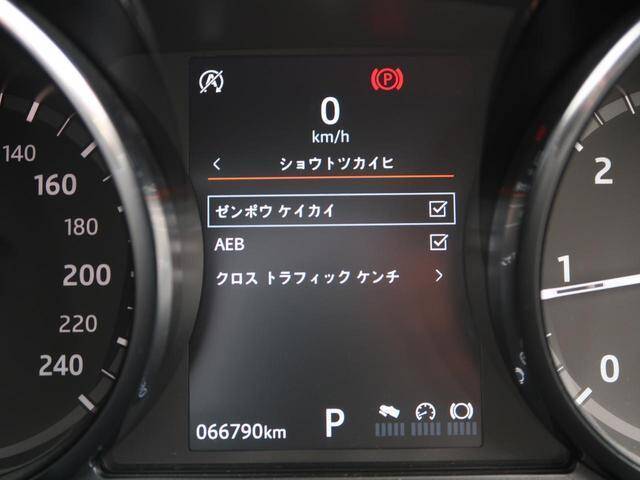 0
km/h
ショウトツカイヒ
ゼンポウ ケイカイ
AEB
クロス トラフィック ケンチ
066790km
P
140
160
180
200
220
240
2
1
0